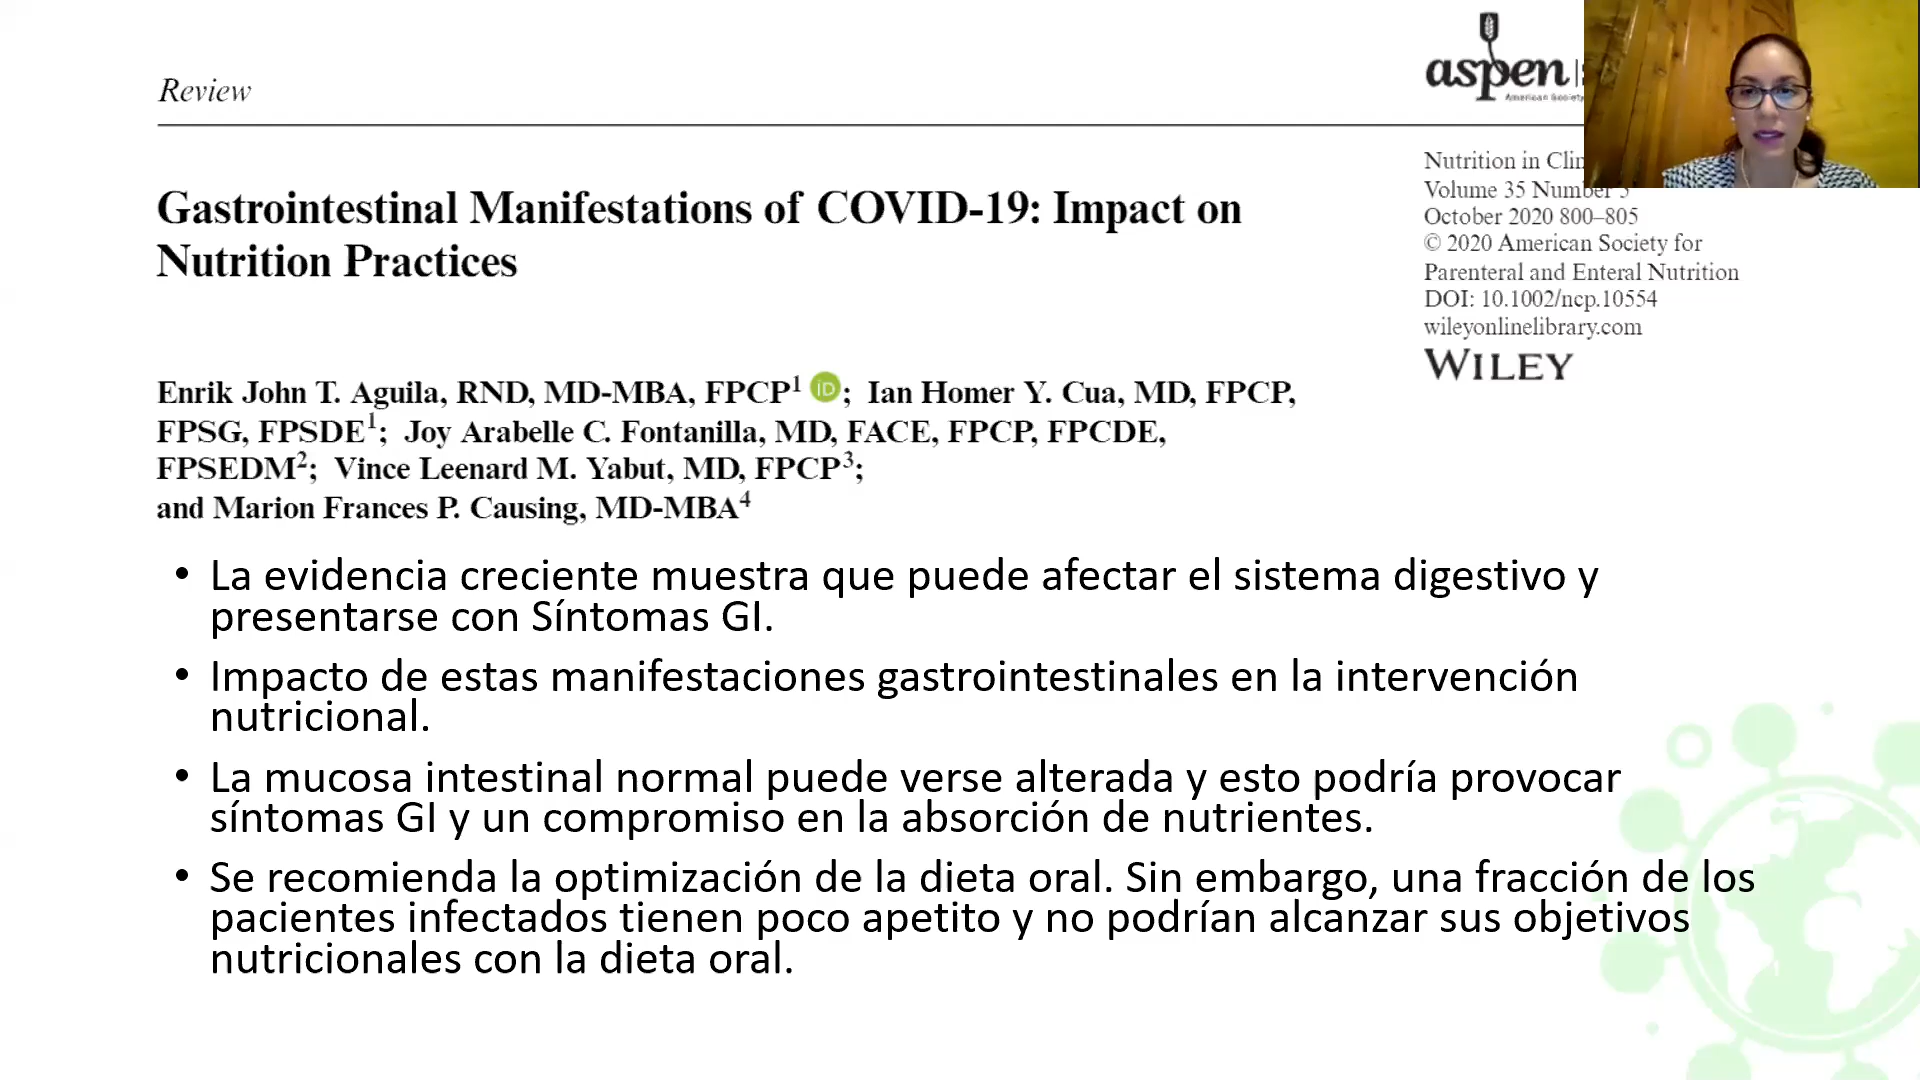 Review
aspen
American Society
Nutrition in Clin
Volume 35 Number 5
October 2020 800–805
© 2020 American Society for
Parenteral and Enteral Nutrition
DOI: 10.1002/ncp.10554
wileyonlinelibrary.com
WILEY
Gastrointestinal Manifestations of COVID-19: Impact on
Nutrition Practices
Enrik John T. Aguila, RND, MD-MBA, FPCP1 iD; Ian Homer Y. Cua, MD, FPCP,
FPSG, FPSDE1; Joy Arabelle C. Fontanilla, MD, FACE, FPCP, FPCDE,
FPSEDM2; Vince Leenard M. Yabut, MD, FPCP3;
and Marion Frances P. Causing, MD-MBA4
• La evidencia creciente muestra que puede afectar el sistema digestivo y
presentarse con Síntomas GI.
• Impacto de estas manifestaciones gastrointestinales en la intervención
nutricional.
• La mucosa intestinal normal puede verse alterada y esto podría provocar
síntomas GI y un compromiso en la absorción de nutrientes.
• Se recomienda la optimización de la dieta oral. Sin embargo, una fracción de los
pacientes infectados tienen poco apetito y no podrían alcanzar sus objetivos
nutricionales con la dieta oral.